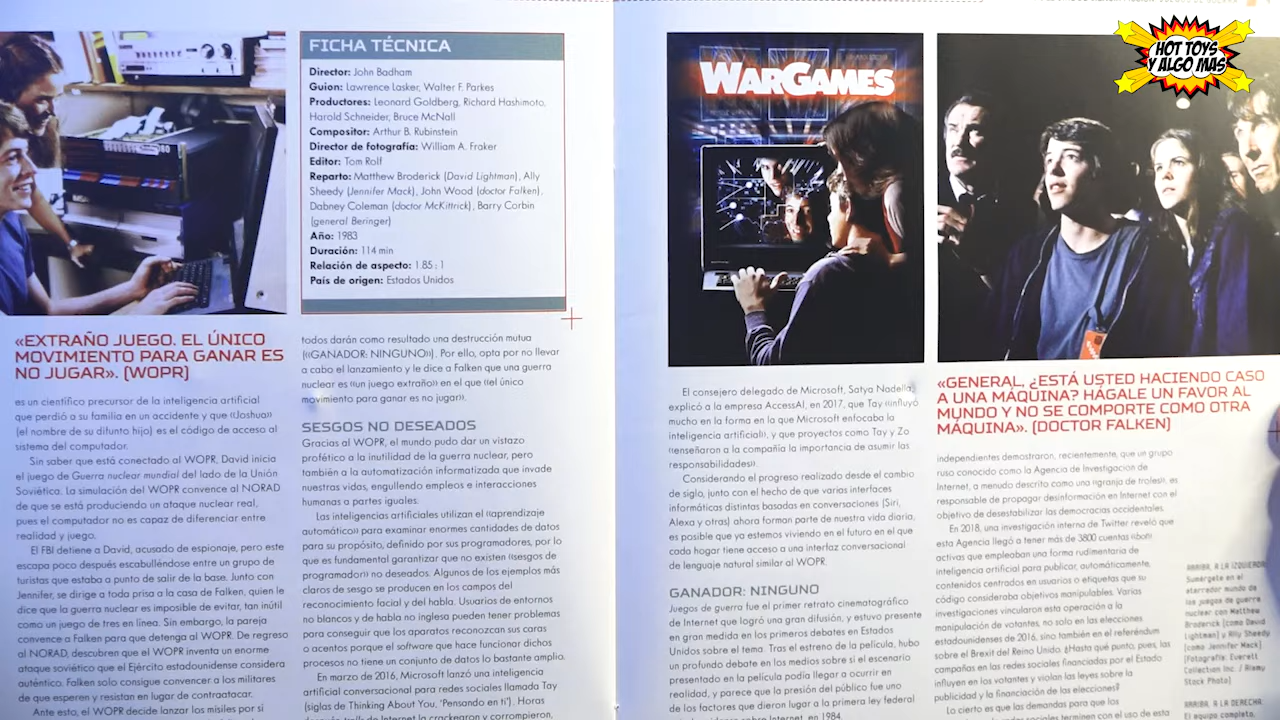 HOT TOYS
Y ALGO MAS
FICHA TÉCNICA
Director: John Badham
Guion: Lawrence Lasker, Walter F. Parkes
Productores: Leonard Goldberg, Richard Hashimoto,
Harold Schneider, Bruce McNall
Compositor: Arthur B. Rubinstein
Director de fotografía: William A. Fraker
Editor: Tom Rolf
Reparto: Matthew Broderick (David Lightman), Ally
Sheedy (Jennifer Mack), John Wood (doctor Falken),
Dabney Coleman (doctor McKittrick), Barry Corbin
(general Beringer)
Año: 1983
Duración: 114 min
Relación de aspecto: 1.85 : 1
País de origen: Estados Unidos
«EXTRAÑO JUEGO. EL ÚNICO
MOVIMIENTO PARA GANAR ES
NO JUGAR». (WOPR)
es un científico precursor de la inteligencia artificial
que perdió a su familia en un accidente y que «Joshua»
(el nombre de su difunto hijo) es el código de acceso al
sistema del computador.
Sin saber que está conectado al WOPR, David inicia
el juego de Guerra nuclear mundial del lado de la Unión
Soviética. La simulación del WOPR convence al NORAD
de que se está produciendo un ataque nuclear real,
pues el computador no es capaz de diferenciar entre
realidad y juego.
El FBI detiene a David, acusado de espionaje, pero este
escapa poco después escabulléndose entre un grupo de
turistas que estaba a punto de salir de la base. Junto con
Jennifer, se dirige a toda prisa a la casa de Falken, quien le
dice que la guerra nuclear es imposible de evitar, tan inútil
como un juego de tres en línea. Sin embargo, la pareja
convence a Falken para que detenga al WOPR. De regreso
al NORAD, descubren que el WOPR inventa un enorme
ataque soviético que el Ejército estadounidense considera
auténtico. Falken solo consigue convencer a los militares
de que esperen y resistan en lugar de contraatacar.
Ante esto, el WOPR decide lanzar los misiles por sí
todos darán como resultado una destrucción mutua
(«GANADOR: NINGUNO»). Por ello, opta por no llevar
a cabo el lanzamiento y le dice a Falken que una guerra
nuclear es «un juego extraño» en el que «el único
movimiento para ganar es no jugar».
SESGOS NO DESEADOS
Gracias al WOPR, el mundo pudo dar un vistazo
profético a la inutilidad de la guerra nuclear, pero
también a la automatización informatizada que invade
nuestras vidas, engullendo empleos e interacciones
humanas a partes iguales.
Las inteligencias artificiales utilizan el «aprendizaje
automático» para examinar enormes cantidades de datos
para su propósito, definido por sus programadores, por lo
que es fundamental garantizar que no existen «sesgos de
programador» no deseados. Algunos de los ejemplos más
claros de sesgo se producen en los campos del
reconocimiento facial y del habla. Usuarios de entornos
no blancos y de habla no inglesa pueden tener problemas
para conseguir que los aparatos reconozcan sus caras
o acentos porque el software que hace funcionar dichos
procesos no tiene un conjunto de datos lo bastante amplio.
En marzo de 2016, Microsoft lanzó una inteligencia
artificial conversacional para redes sociales llamada Tay
(siglas de Thinking About You, 'Pensando en ti'). Horas
después, trols de Internet la crackearon y corrompieron,
WARGAMES
El consejero delegado de Microsoft, Satya Nadella,
explicó a la empresa AccessAI, en 2017, que Tay «influyó
mucho en la forma en la que Microsoft enfocaba la
inteligencia artificial», y que proyectos como Tay y Zo
«enseñaron a la compañía la importancia de asumir las
responsabilidades».
Considerando el progreso realizado desde el cambio
de siglo, junto con el hecho de que varias interfaces
informáticas distintas basadas en conversaciones (Siri,
Alexa y otras) ahora forman parte de nuestra vida diaria,
es posible que ya estemos viviendo en el futuro en el que
cada hogar tiene acceso a una interfaz conversacional
de lenguaje natural similar al WOPR.
GANADOR: NINGUNO
Juegos de guerra fue el primer retrato cinematográfico
de Internet que logró una gran difusión, y estuvo presente
en gran medida en los primeros debates en Estados
Unidos sobre el tema. Tras el estreno de la película, hubo
un profundo debate en los medios sobre si el escenario
presentado en la película podía llegar a ocurrir en
realidad, y parece que la presión del público fue uno
de los factores que dieron lugar a la primera ley federal
sobre Internet, en 1984.
«GENERAL, ¿ESTÁ USTED HACIENDO CASO
A UNA MÁQUINA? HÁGALE UN FAVOR AL
MUNDO Y NO SE COMPORTE COMO OTRA
MÁQUINA». (DOCTOR FALKEN)
independientes demostraron, recientemente, que un grupo
ruso conocido como la Agencia de Investigación de
Internet, a menudo descrito como una «granja de troles», es
responsable de propagar desinformación en Internet con el
objetivo de desestabilizar las democracias occidentales.
En 2018, una investigación interna de Twitter reveló que
esta Agencia llegó a tener más de 3800 cuentas «bot»
activas que empleaban una forma rudimentaria de
inteligencia artificial para publicar, automáticamente,
contenidos centrados en usuarios o etiquetas que su
código consideraba objetivos manipulables. Varias
investigaciones vincularon esta operación a la
manipulación de votantes, no solo en las elecciones
estadounidenses de 2016, sino también en el referéndum
sobre el Brexit del Reino Unido. ¿Hasta qué punto, pues, las
campañas en las redes sociales financiadas por el Estado
influyen en los votantes y violan las leyes sobre la
publicidad y la financiación de las elecciones?
Lo cierto es que las demandas para que las
redes sociales terminen con el uso de esta
ARRIBA, A LA IZQUIERDA:
Sumérgete en el
aterrador mundo de
los juegos de guerra
nuclear con Matthew
Broderick (como David
Lightman) y Ally Sheedy
(como Jennifer Mack)
(Fotografía: Everett
Collection Inc. / Alamy
Stock Photo)
ARRIBA, A LA DERECHA:
El equipo completo,